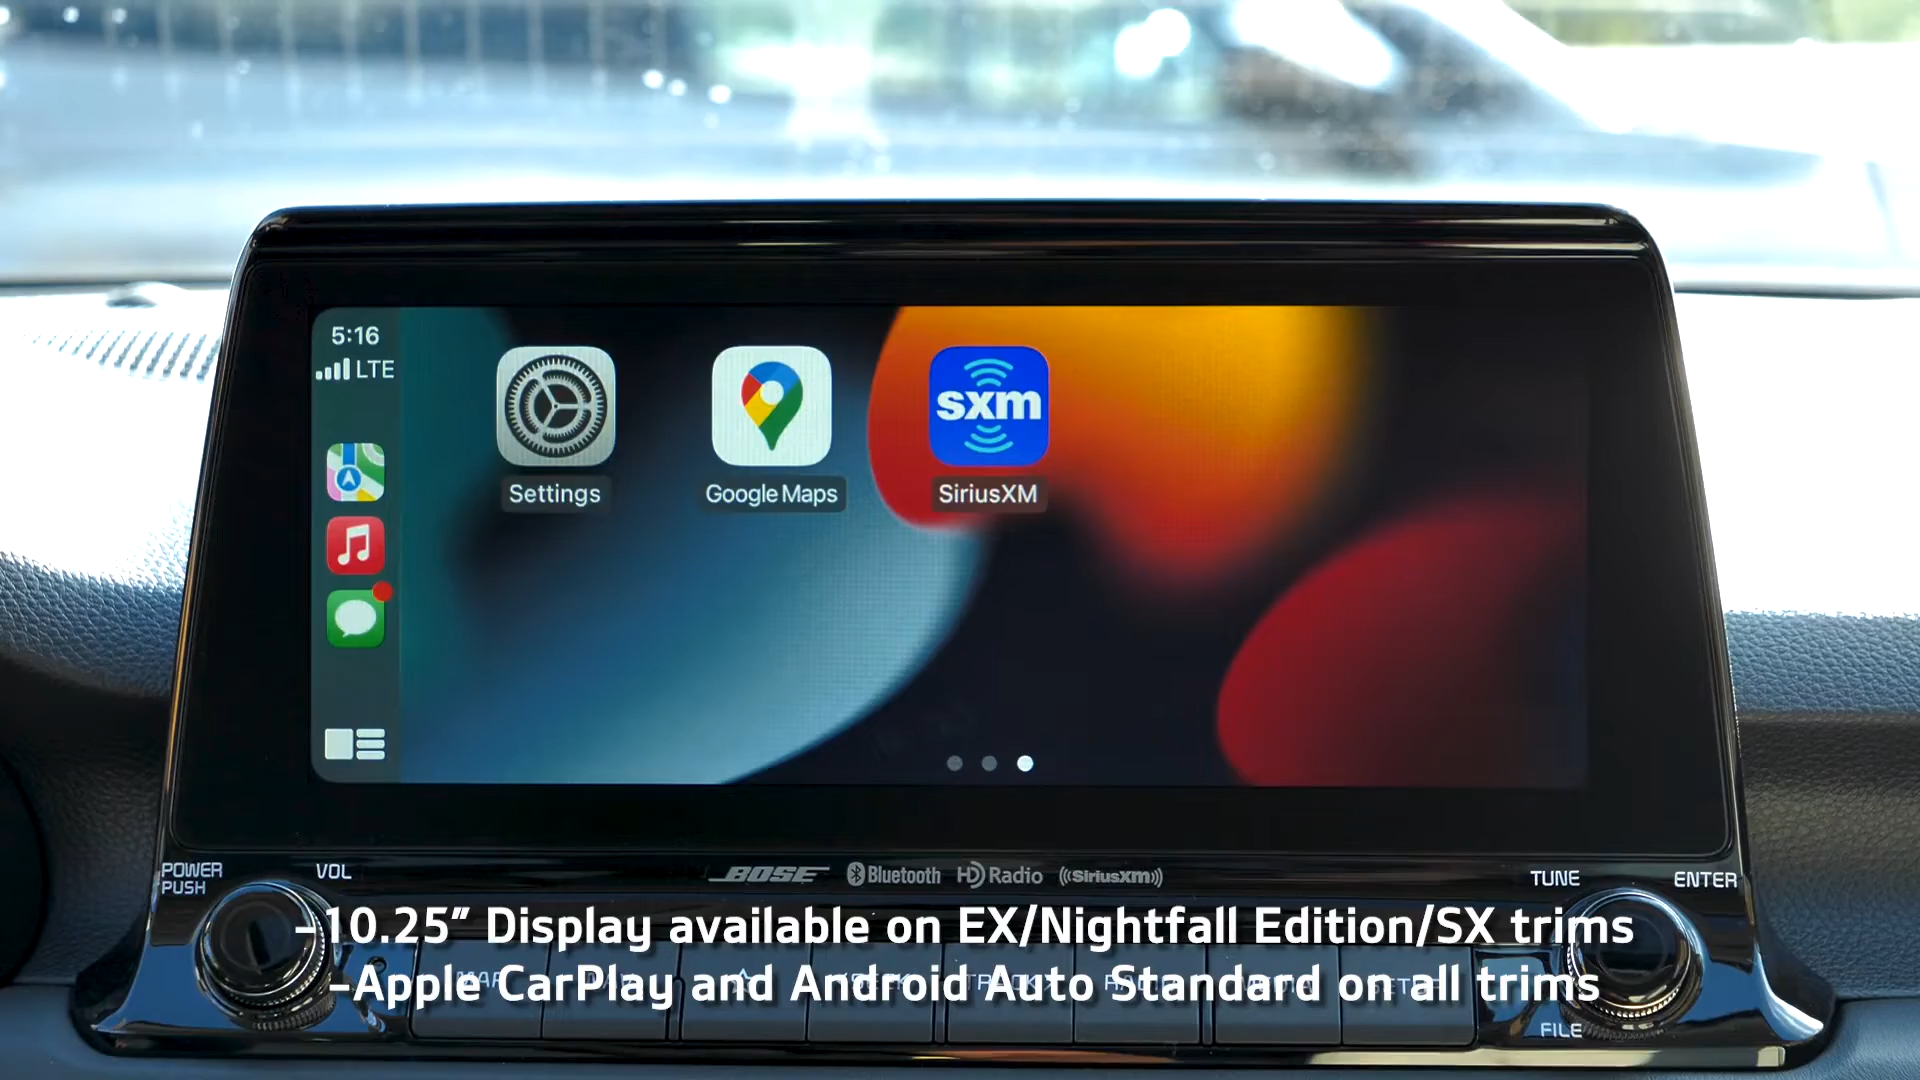 5:16
LTE
sxm
Settings
Google Maps
SiriusXM
POWER
PUSH
VOL
BOSE
Bluetooth
HD Radio
((SiriusXM))
TUNE
ENTER
-10.25" Display available on EX/Nightfall Edition/SX trims
-Apple CarPlay and Android Auto Standard on all trims
MAP
TRACK
FILE